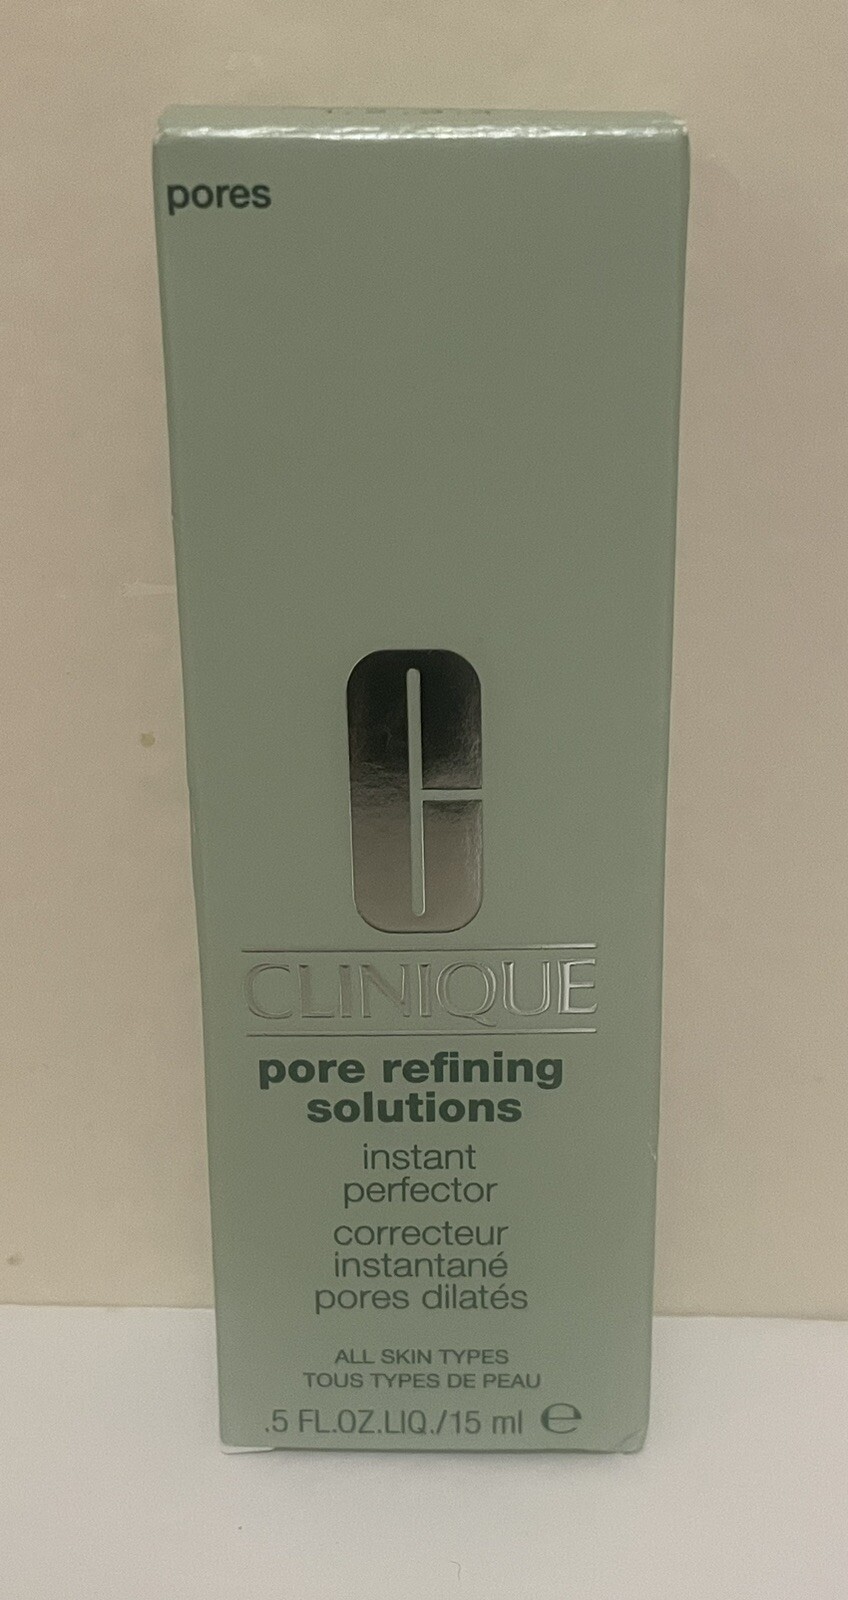 pores
CLINIQUE
pore refining
solutions
instant
perfector
correcteur
instantané
pores dilatés
ALL SKIN TYPES
TOUS TYPES DE PEAU
.5 FL.OZ.LIQ./15 ml ℮